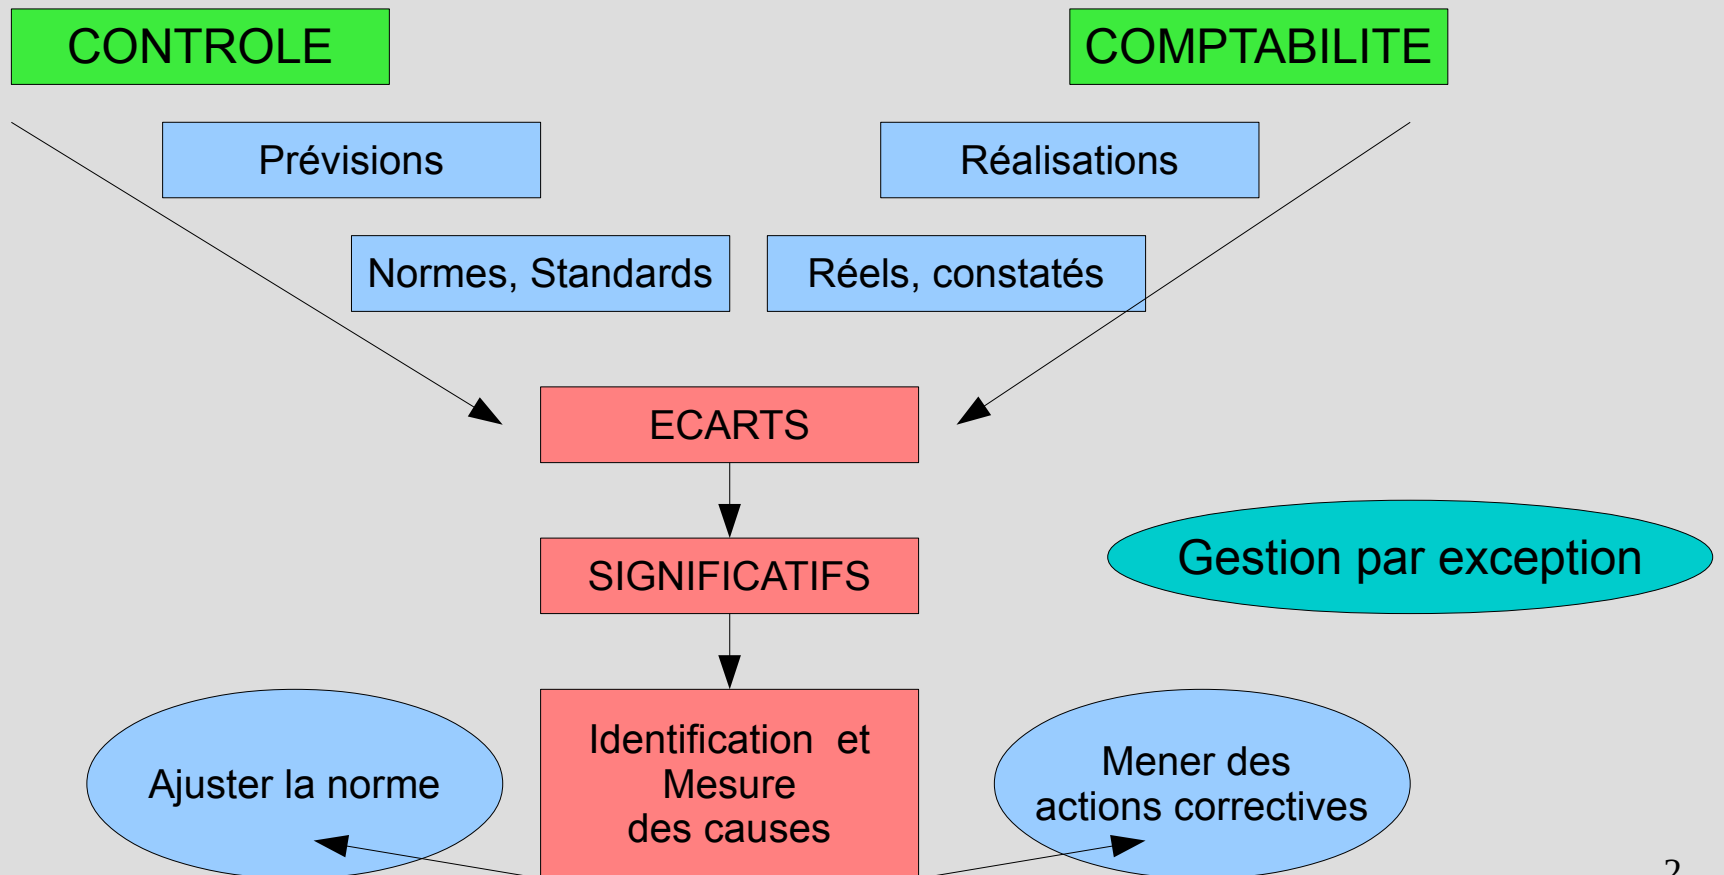 CONTROLE
COMPTABILITE
Prévisions
Réalisations
Normes, Standards
Réels, constatés
ECARTS
SIGNIFICATIFS
Gestion par exception
Identification et
Mesure
des causes
Ajuster la norme
Mener des
actions correctives
2